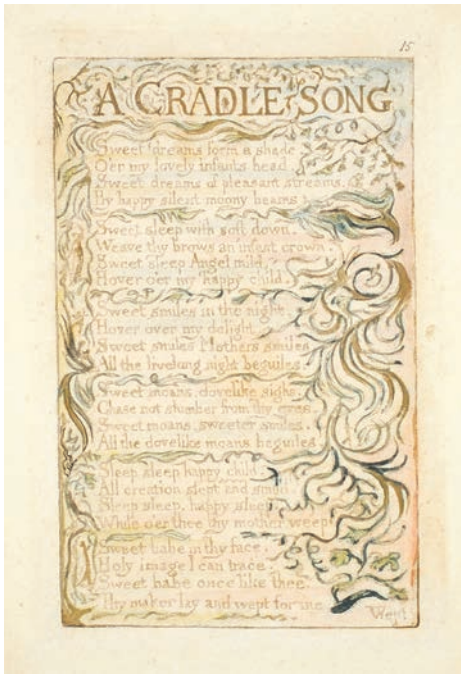 15
A CRADLE SONG
Sweet dreams form a shade
O'er my lovely infants head.
Sweet dreams of pleasant streams.
By happy silent moony beams
Sweet sleep with soft down.
Weave thy brows an infant crown.
Sweet sleep Angel mild,
Hover oer my happy child.
Sweet smiles in the night,
Hover over my delight.
Sweet smiles Mothers smiles
All the livelong night beguiles.
Sweet moans, dovelike sighs,
Chase not slumber from thy eyes.
Sweet moans, sweeter smiles.
All the dovelike moans beguiles.
Sleep sleep happy child.
All creation slept and smil'd.
Sleep sleep, happy sleep,
While o'er thee thy mother weep
Sweet babe in thy face,
Holy image I can trace.
Sweet babe once like thee
Thy maker lay and wept for me
Wept